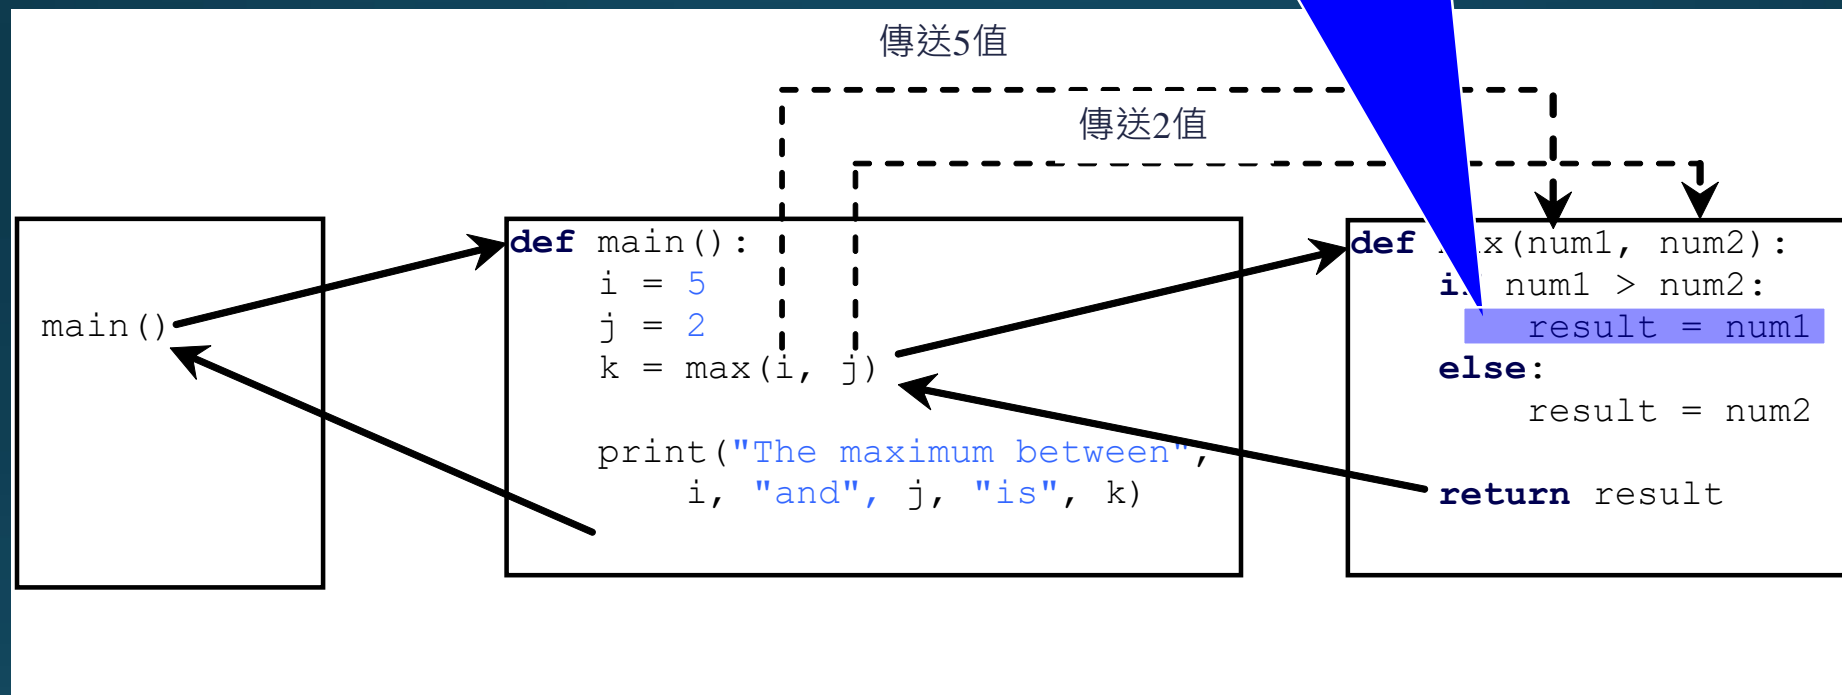 傳送5值
傳送2值
main()
def main():
i = 5
j = 2
k = max(i, j)
print("The maximum between",
i, "and", j, "is", k)
def x(num1, num2):
num1 > num2:
result = num1
else:
result = num2
return result